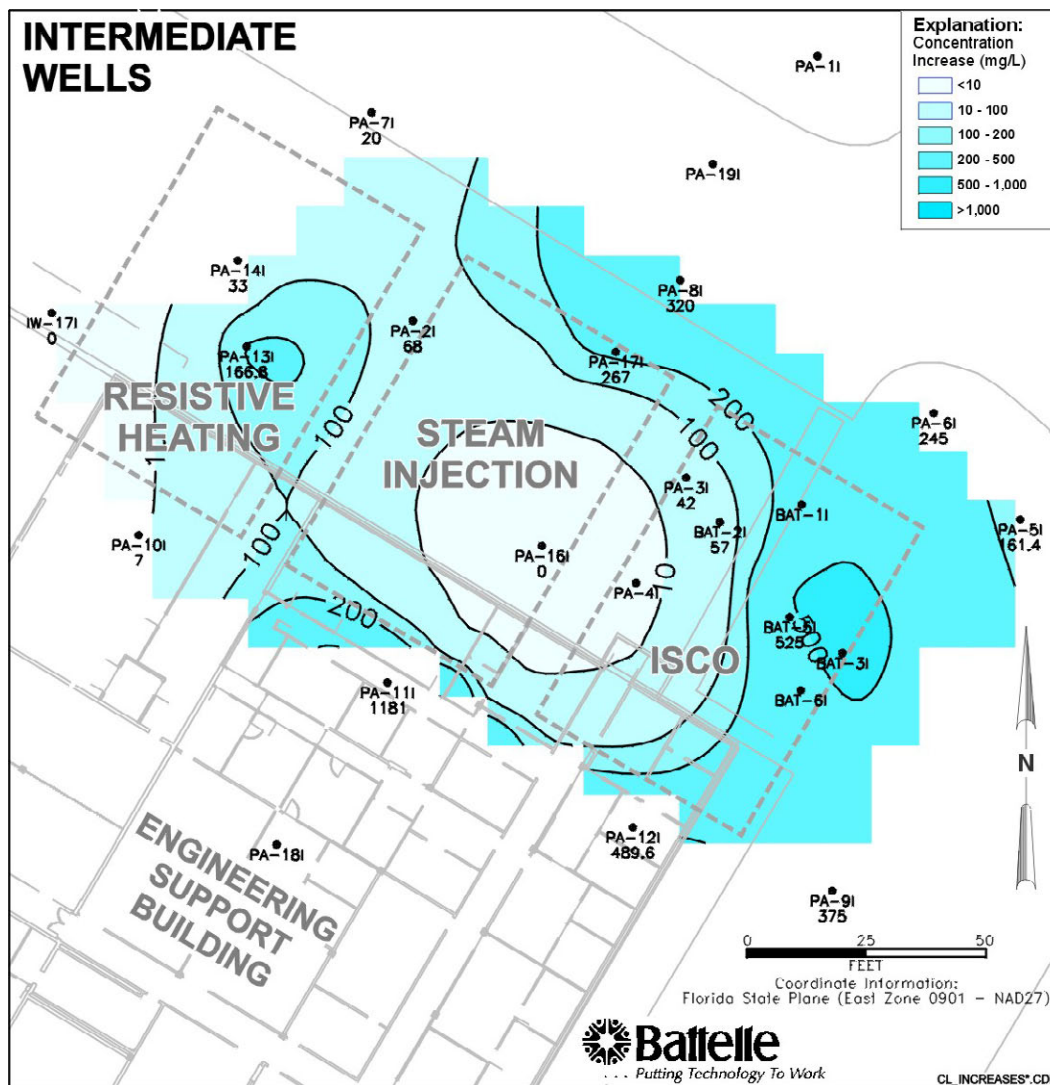 INTERMEDIATE
WELLS
Explanation:
Concentration
Increase (mg/L)
<10
10 - 100
100 - 200
200 - 500
500 - 1,000
>1,000
PA-1I
PA-7I
20
PA-19I
PA-14I
33
PA-8I
320
IW-17I
0
PA-2I
68
PA-13I
166.8
PA-17I
267
RESISTIVE
HEATING
STEAM
INJECTION
200
100
100
PA-6I
245
PA-3I
42
BAT-1I
BAT-2I
57
PA-5I
161.4
PA-10I
7
100
PA-16I
0
10
PA-4I
200
BAT-5I
525
BAT-3I
ISCO
PA-11I
1181
BAT-6I
N
ENGINEERING
SUPPORT
BUILDING
PA-18I
PA-12I
489.6
PA-9I
375
0 25 50
FEET
Coordinate Information:
Florida State Plane (East Zone 0901 - NAD27)
Battelle
. . . Putting Technology To Work
CL_INCREASES*.CD